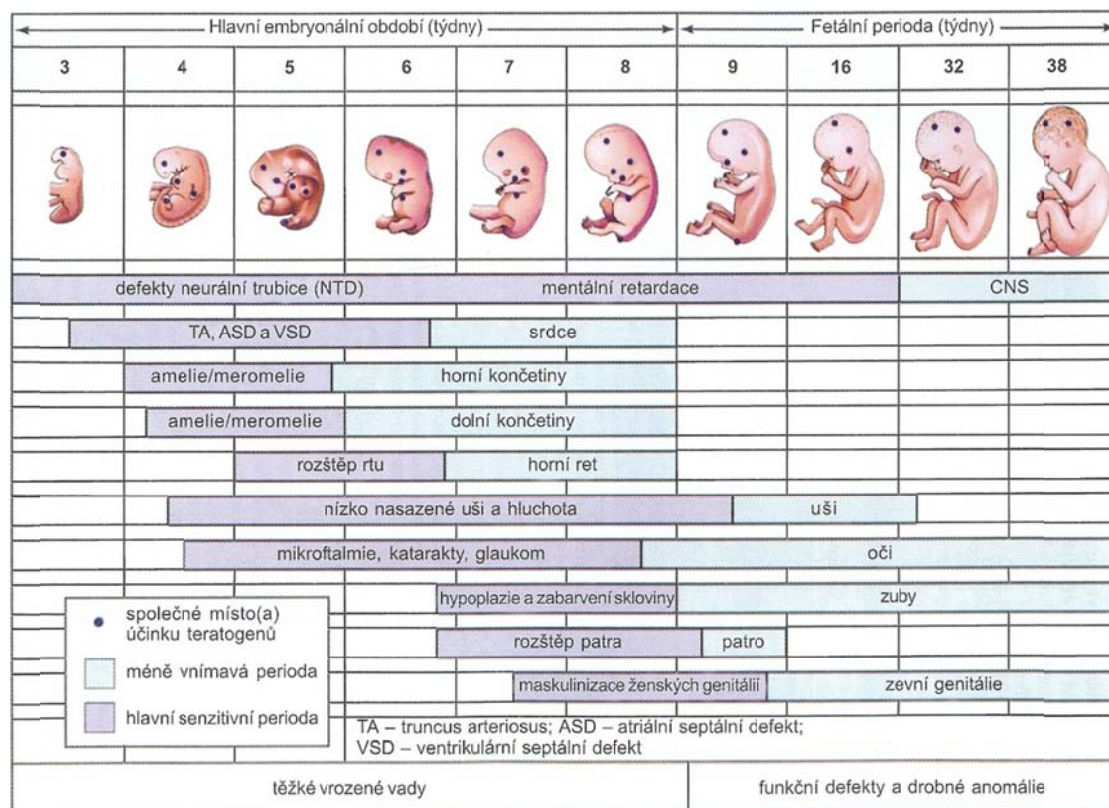 Hlavní embryonální období (týdny) Fetální perioda (týdny)
3 4 5 6 7 8 9 16 32 38
defekty neurální trubice (NTD) mentální retardace CNS
TA, ASD a VSD srdce
amelie/meromelie horní končetiny
amelie/meromelie dolní končetiny
rozštěp rtu horní ret
nízko nasazené uši a hluchota uši
mikroftalmie, katarakty, glaukom oči
hypoplazie a zabarvení skloviny zuby
rozštěp patra patro
maskulinizace ženských genitálií zevní genitálie
společné místo(a)
účinku teratogenů
méně vnímavá perioda
hlavní senzitivní perioda
TA – truncus arteriosus; ASD – atriální septální defekt;
VSD – ventrikulární septální defekt
těžké vrozené vady funkční defekty a drobné anomálie